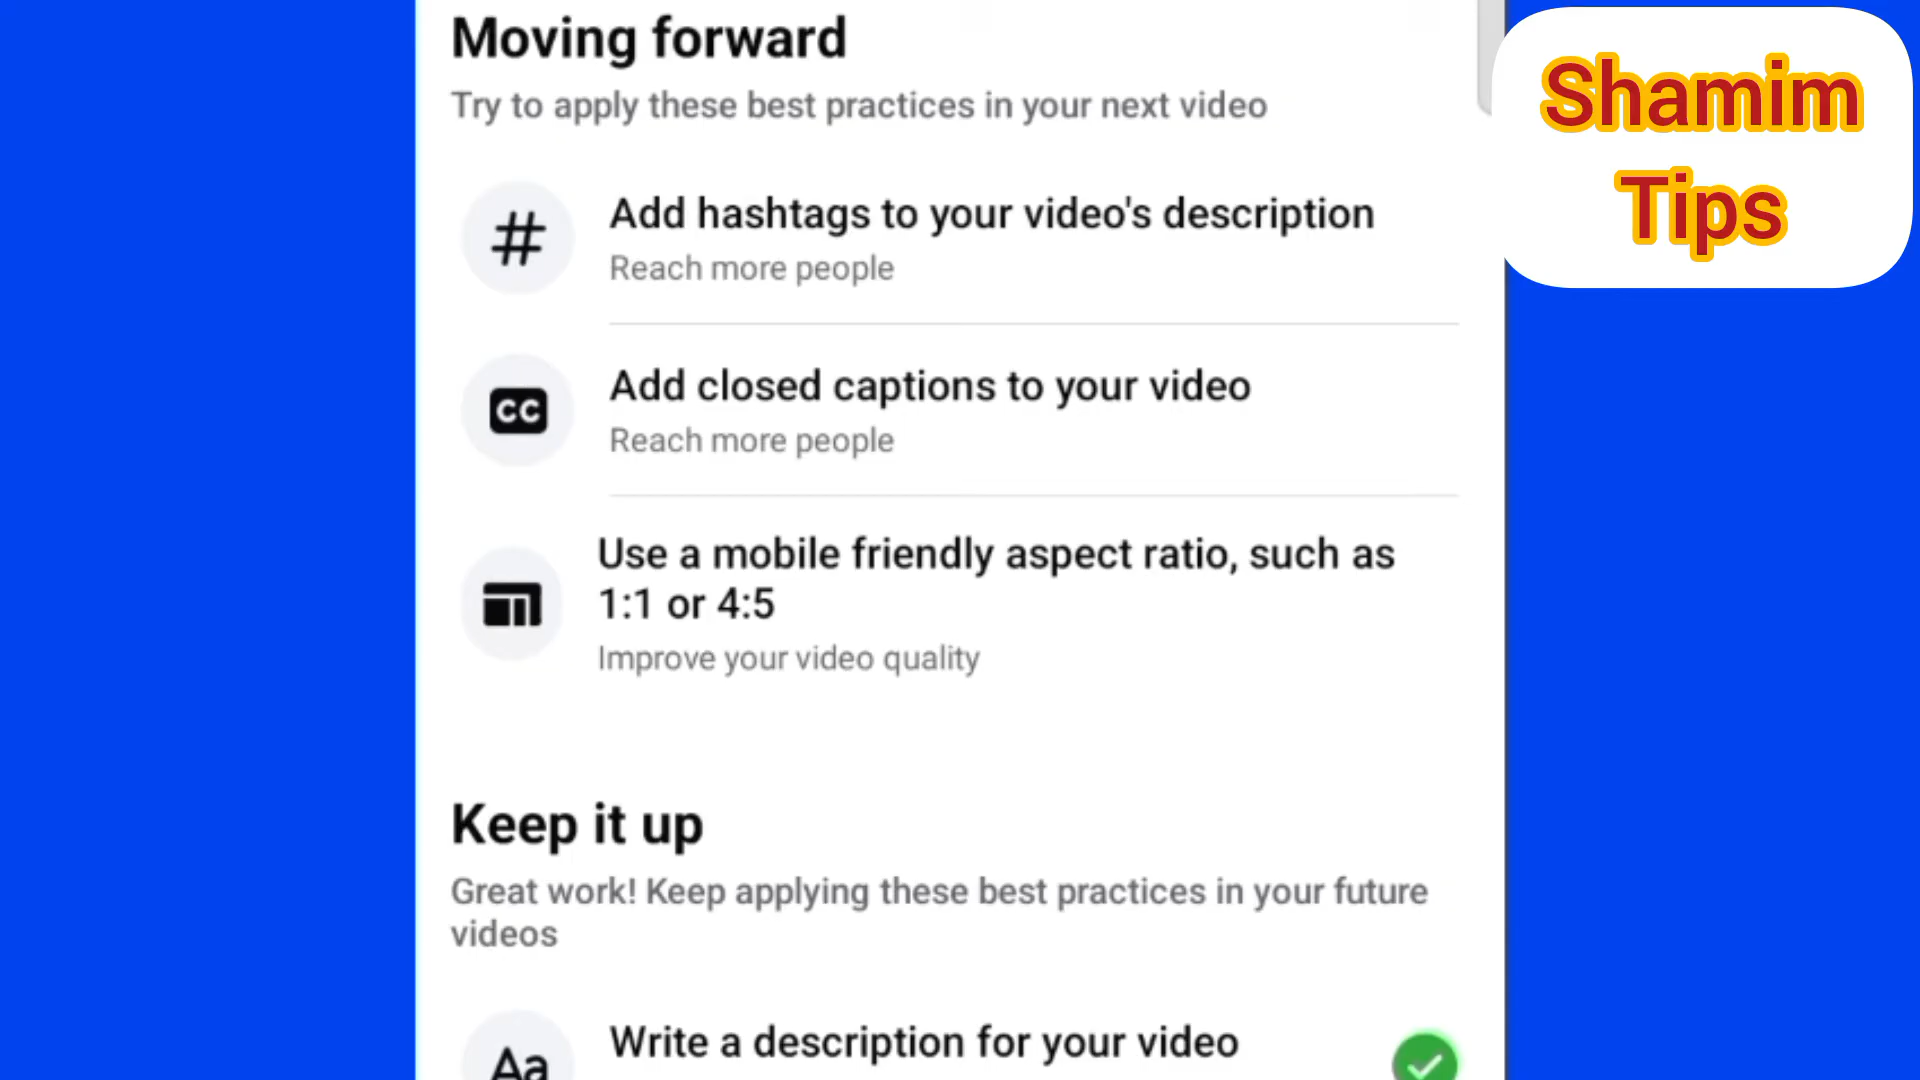 Moving forward
Try to apply these best practices in your next video
#
Add hashtags to your video's description
Reach more people
CC
Add closed captions to your video
Reach more people
Use a mobile friendly aspect ratio, such as
1:1 or 4:5
Improve your video quality
Keep it up
Great work! Keep applying these best practices in your future
videos
Aa
Write a description for your video
Shamim
Tips